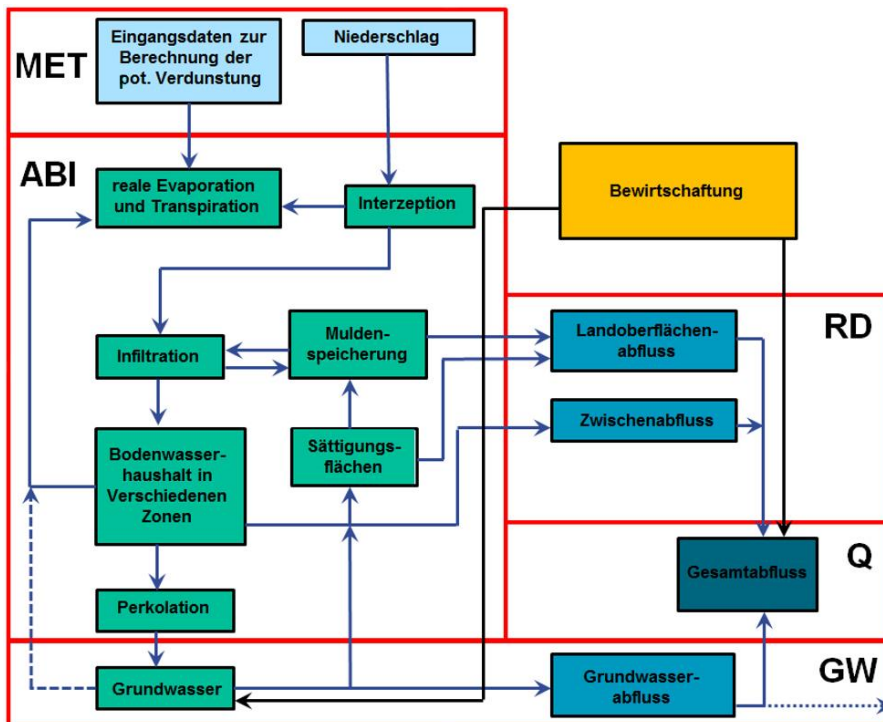 MET
Eingangsdaten zur
Berechnung der
pot. Verdunstung
Niederschlag
ABI
reale Evaporation
und Transpiration
Interzeption
Bewirtschaftung
Infiltration
Mulden-
speicherung
Landoberflächen-
abfluss
RD
Zwischenabfluss
Bodenwasser-
haushalt in
Verschiedenen
Zonen
Sättigungs-
flächen
Q
Gesamtabfluss
Perkolation
GW
Grundwasser
Grundwasser-
abfluss